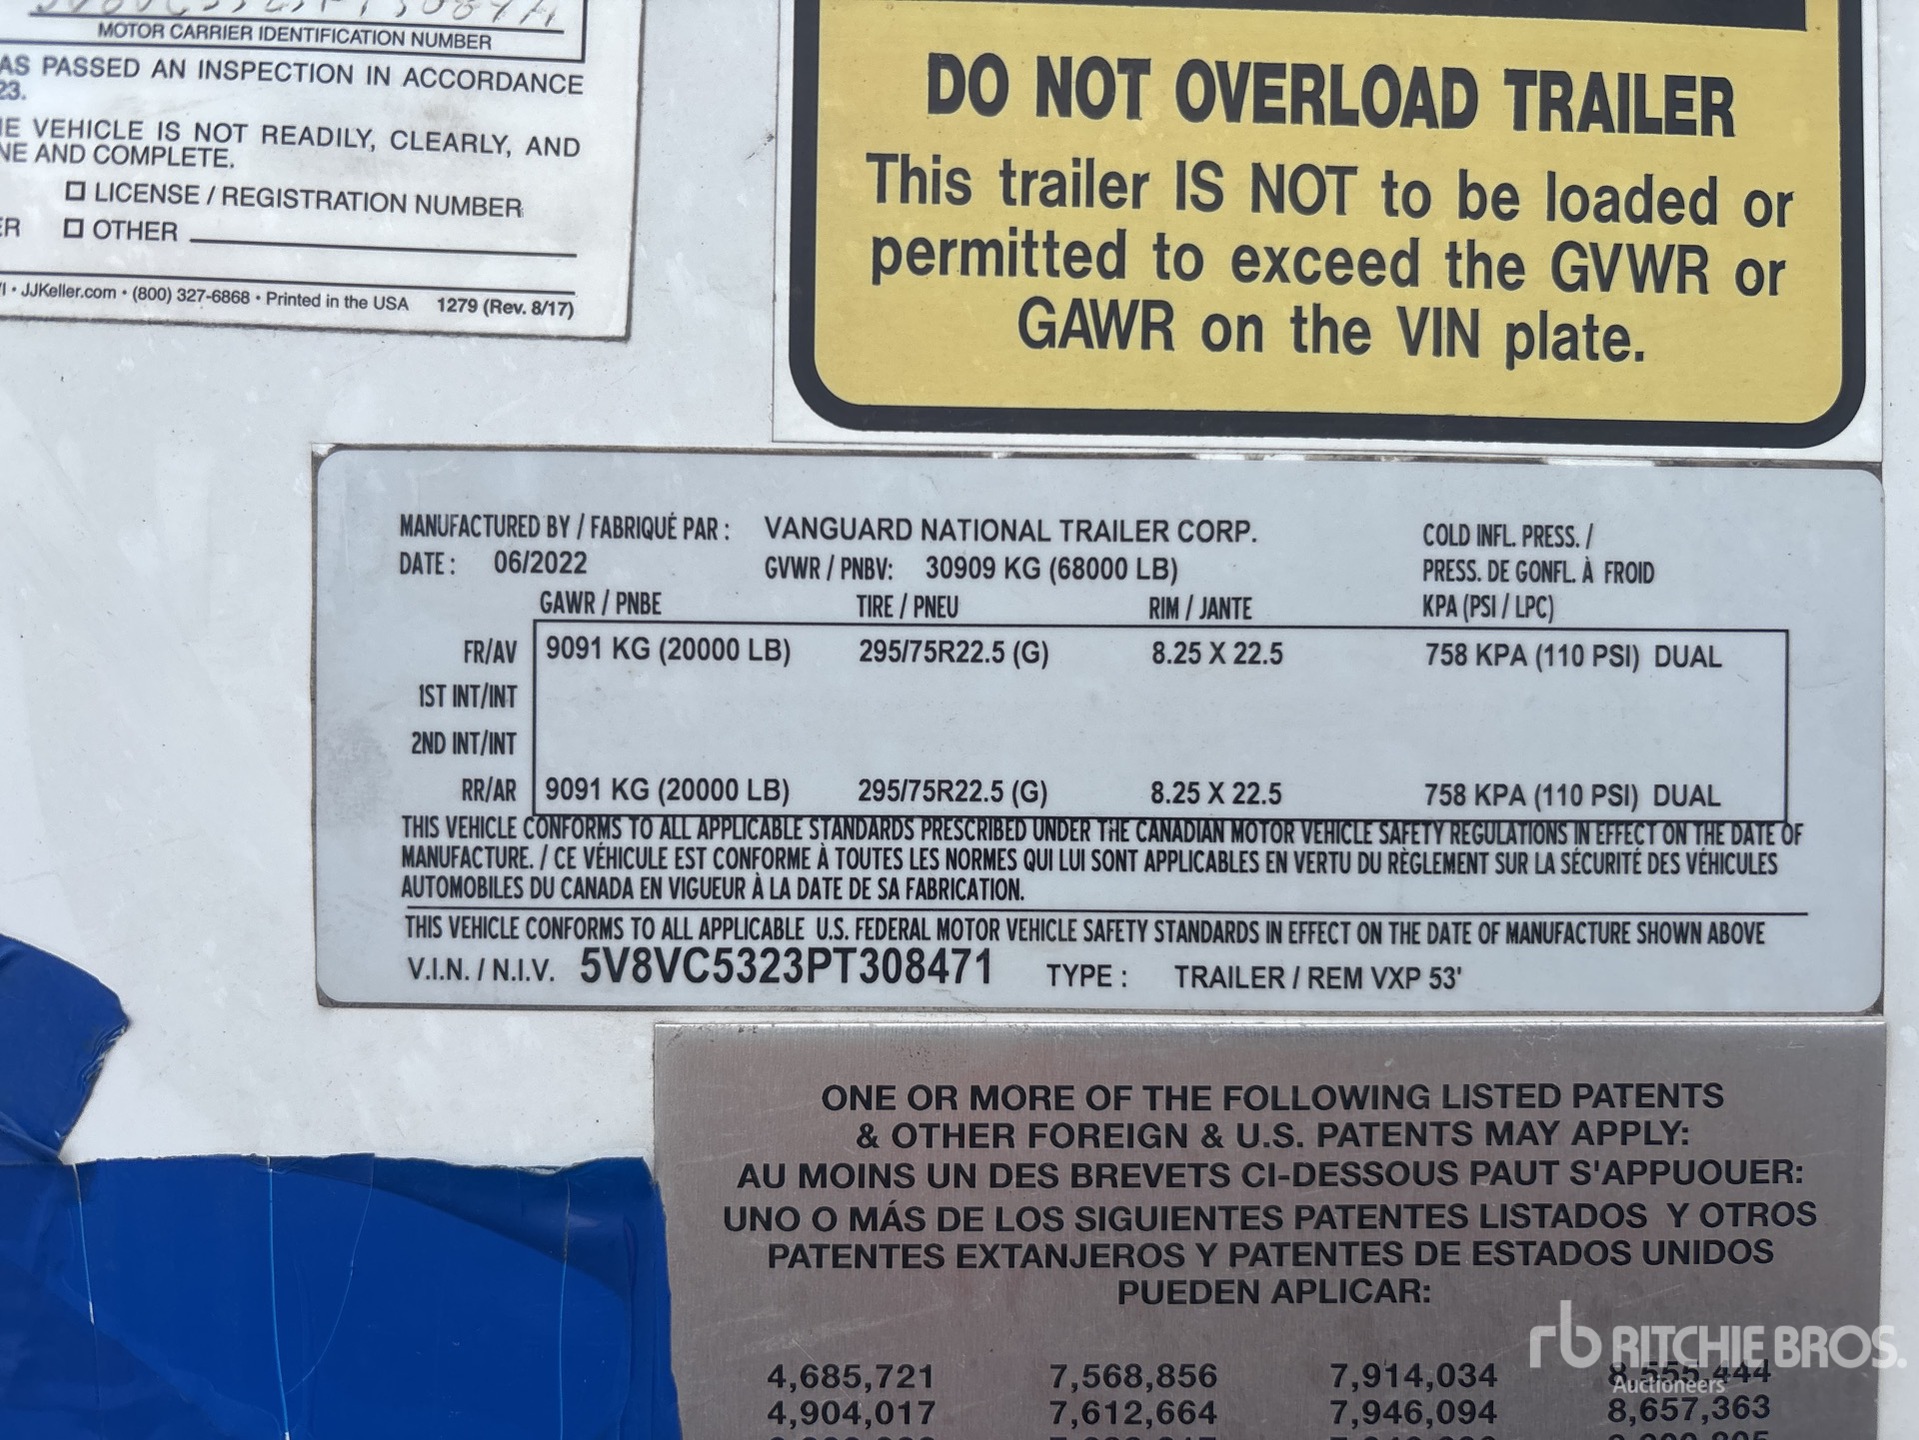 MOTOR CARRIER IDENTIFICATION NUMBER
AS PASSED AN INSPECTION IN ACCORDANCE
23.
E VEHICLE IS NOT READILY, CLEARLY, AND
NE AND COMPLETE.
☐ LICENSE / REGISTRATION NUMBER
ER ☐ OTHER
• JJKeller.com • (800) 327-6868 • Printed in the USA 1279 (Rev. 8/17)
DO NOT OVERLOAD TRAILER
This trailer IS NOT to be loaded or
permitted to exceed the GVWR or
GAWR on the VIN plate.
MANUFACTURED BY / FABRIQUÉ PAR : VANGUARD NATIONAL TRAILER CORP. COLD INFL. PRESS. /
DATE : 06/2022 GVWR / PNBV: 30909 KG (68000 LB) PRESS. DE GONFL. À FROID
GAWR / PNBE TIRE / PNEU RIM / JANTE KPA (PSI / LPC)
FR/AV 9091 KG (20000 LB) 295/75R22.5 (G) 8.25 X 22.5 758 KPA (110 PSI) DUAL
1ST INT/INT
2ND INT/INT
RR/AR 9091 KG (20000 LB) 295/75R22.5 (G) 8.25 X 22.5 758 KPA (110 PSI) DUAL
THIS VEHICLE CONFORMS TO ALL APPLICABLE STANDARDS PRESCRIBED UNDER THE CANADIAN MOTOR VEHICLE SAFETY REGULATIONS IN EFFECT ON THE DATE OF
MANUFACTURE. / CE VÉHICULE EST CONFORME À TOUTES LES NORMES QUI LUI SONT APPLICABLES EN VERTU DU RÈGLEMENT SUR LA SÉCURITÉ DES VÉHICULES
AUTOMOBILES DU CANADA EN VIGUEUR À LA DATE DE SA FABRICATION.
THIS VEHICLE CONFORMS TO ALL APPLICABLE U.S. FEDERAL MOTOR VEHICLE SAFETY STANDARDS IN EFFECT ON THE DATE OF MANUFACTURE SHOWN ABOVE
V.I.N. / N.I.V. 5V8VC5323PT308471 TYPE : TRAILER / REM VXP 53'
ONE OR MORE OF THE FOLLOWING LISTED PATENTS
& OTHER FOREIGN & U.S. PATENTS MAY APPLY:
AU MOINS UN DES BREVETS CI-DESSOUS PAUT S'APPUOUER:
UNO O MÁS DE LOS SIGUIENTES PATENTES LISTADOS Y OTROS
PATENTES EXTANJEROS Y PATENTES DE ESTADOS UNIDOS
PUEDEN APLICAR:
4,685,721 7,568,856 7,914,034 8,555,444
4,904,017 7,612,664 7,946,094 8,657,363
rb RITCHIE BROS.
Auctioneers